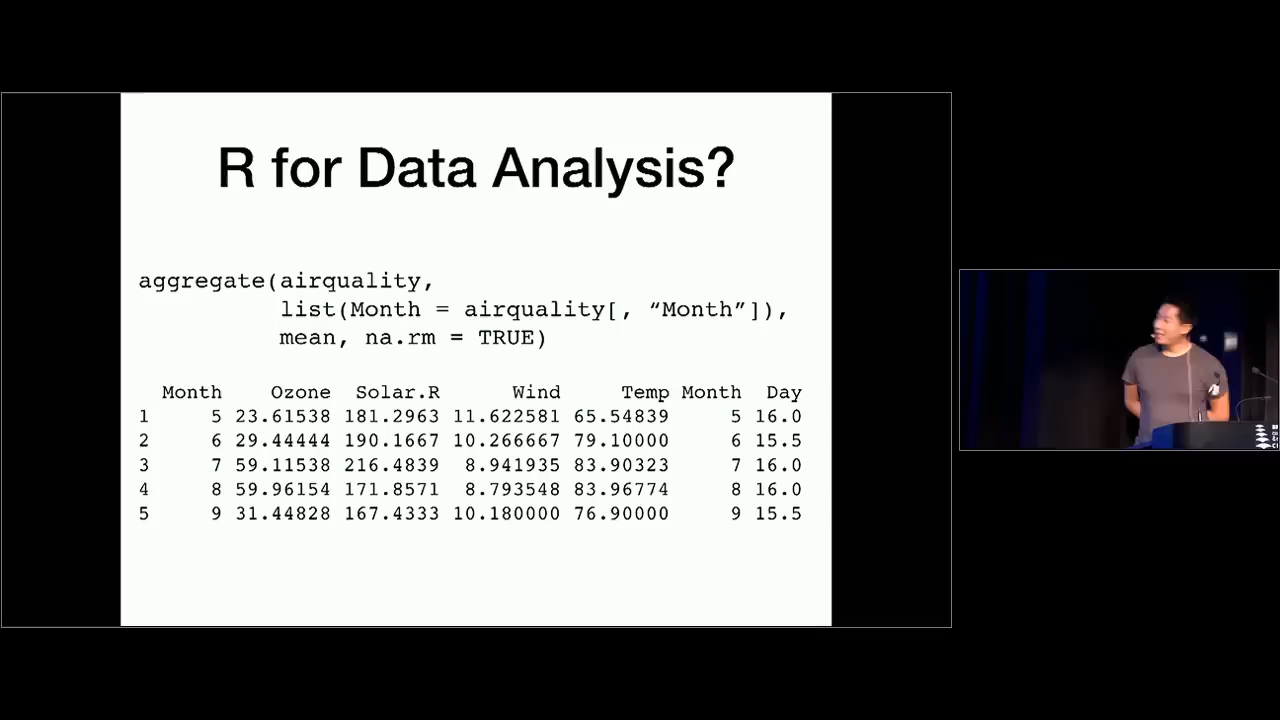 R for Data Analysis?
aggregate(airquality,
list(Month = airquality[, “Month”]),
mean, na.rm = TRUE)
Month Ozone Solar.R Wind Temp Month Day
1 5 23.61538 181.2963 11.622581 65.54839 5 16.0
2 6 29.44444 190.1667 10.266667 79.10000 6 15.5
3 7 59.11538 216.4839 8.941935 83.90323 7 16.0
4 8 59.96154 171.8571 8.793548 83.96774 8 16.0
5 9 31.44828 167.4333 10.180000 76.90000 9 15.5